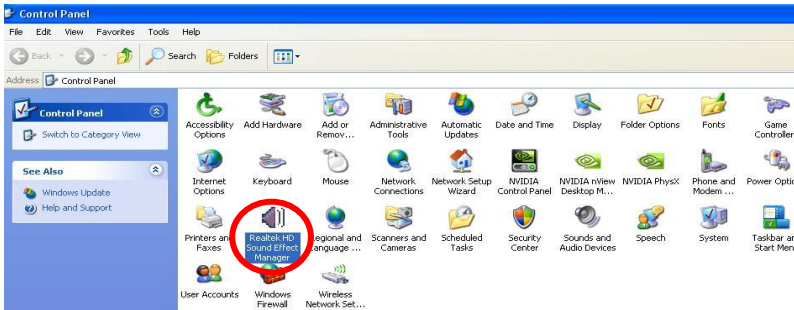 Control Panel
File Edit View Favorites Tools Help
Back Search Folders
Address Control Panel
Control Panel
Switch to Category View
See Also
Windows Update
Help and Support
Accessibility Options
Add Hardware
Add or Remov...
Administrative Tools
Automatic Updates
Date and Time
Display
Folder Options
Fonts
Game Controller
Internet Options
Keyboard
Mouse
Network Connections
Network Setup Wizard
NVIDIA Control Panel
NVIDIA nView Desktop M...
NVIDIA PhysX
Phone and Modem ...
Power Optio
Printers and Faxes
Realtek HD Sound Effect Manager
Regional and Language ...
Scanners and Cameras
Scheduled Tasks
Security Center
Sounds and Audio Devices
Speech
System
Taskbar an
Start Men
User Accounts
Windows Firewall
Wireless Network Set...